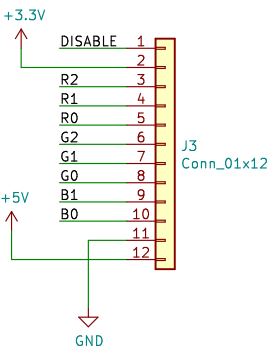 +3.3V
DISABLE 1
2
R2 3
R1 4
R0 5
G2 6
G1 7
G0 8
B1 9
B0 10
11
12
J3
Conn_01x12
+5V
GND